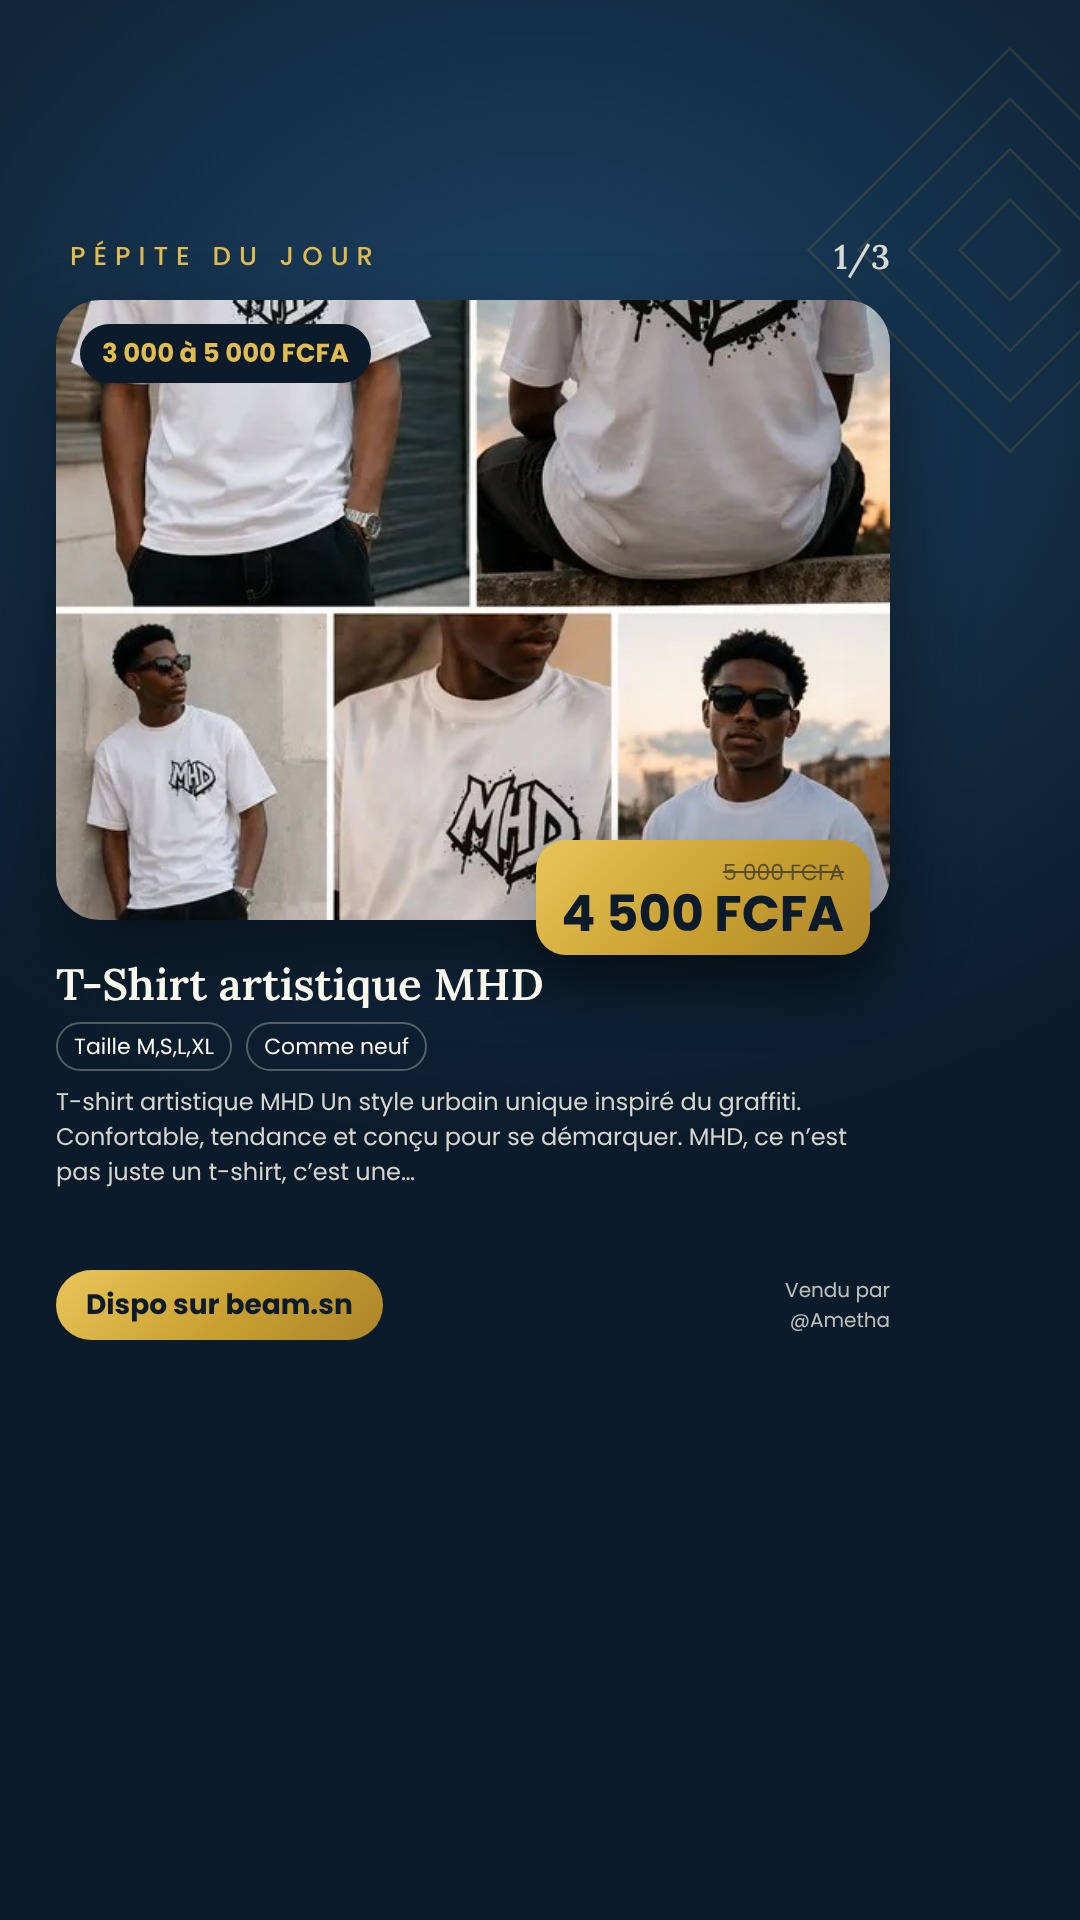 PÉPITE DU JOUR
1/3
3 000 à 5 000 FCFA
MHD
MHD
5 000 FCFA
4 500 FCFA
T-Shirt artistique MHD
Taille M,S,L,XL
Comme neuf
T-shirt artistique MHD Un style urbain unique inspiré du graffiti.
Confortable, tendance et conçu pour se démarquer. MHD, ce n’est
pas juste un t-shirt, c’est une…
Dispo sur beam.sn
Vendu par
@Ametha